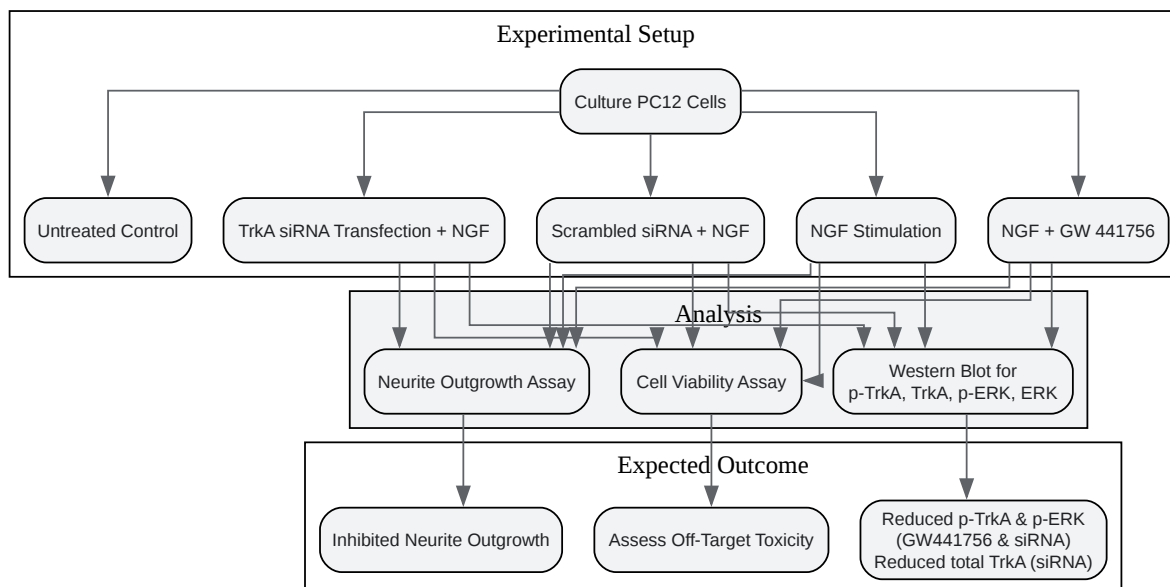 Experimental Setup
Culture PC12 Cells
Untreated Control
TrkA siRNA Transfection + NGF
Scrambled siRNA + NGF
NGF Stimulation
NGF + GW 441756
Analysis
Neurite Outgrowth Assay
Cell Viability Assay
Western Blot for
p-TrkA, TrkA, p-ERK, ERK
Expected Outcome
Inhibited Neurite Outgrowth
Assess Off-Target Toxicity
Reduced p-TrkA & p-ERK
(GW441756 & siRNA)
Reduced total TrkA (siRNA)